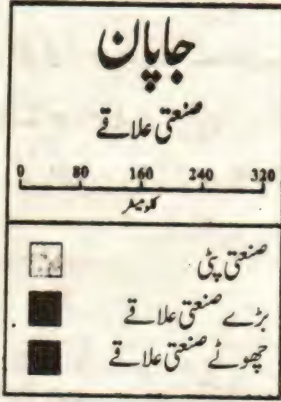 جاپان
صنعتی علاقے
0 80 160 240 320
کلومیٹر
صنعتی پٹی
بڑے صنعتی علاقے
چھوٹے صنعتی علاقے